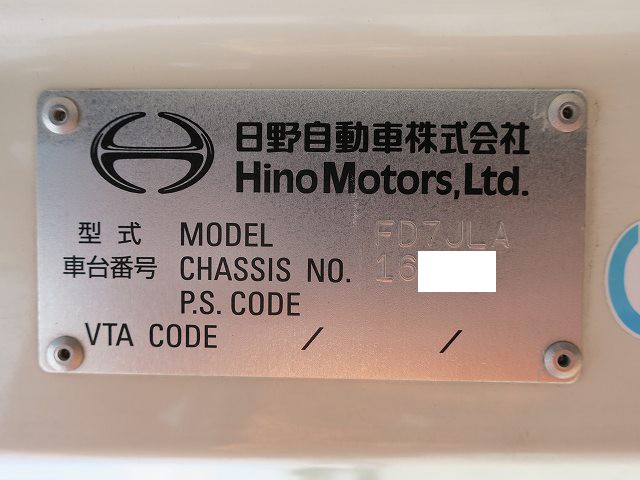 日野自動車株式会社
Hino Motors, Ltd.
型式 MODEL FD7JLA
車台番号 CHASSIS NO. 16
P.S. CODE
VTA CODE / /